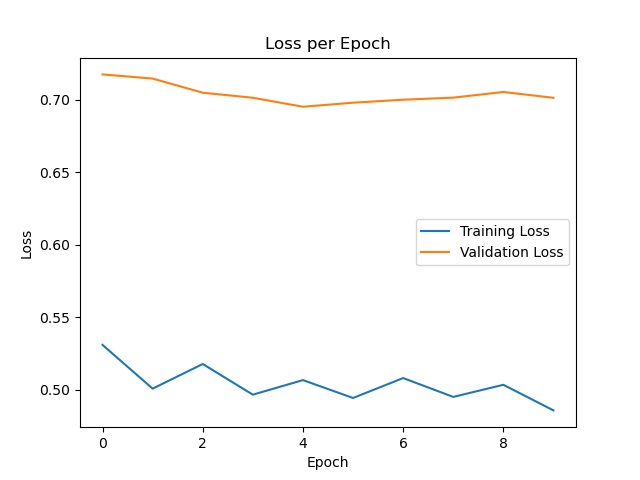 Loss per Epoch
0.70
0.65
0.60
0.55
0.50
Loss
Training Loss
Validation Loss
0 2 4 6 8
Epoch